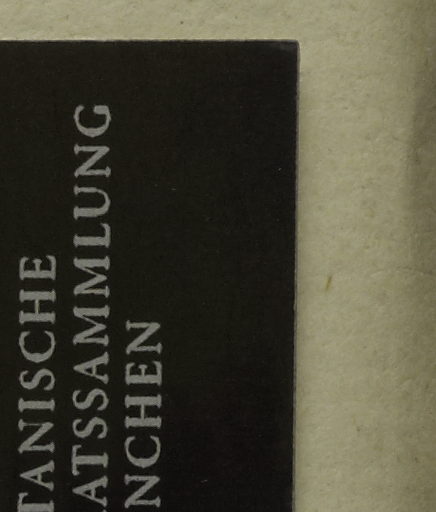 TANISCHE
ATSSAMMLUNG
NCHEN